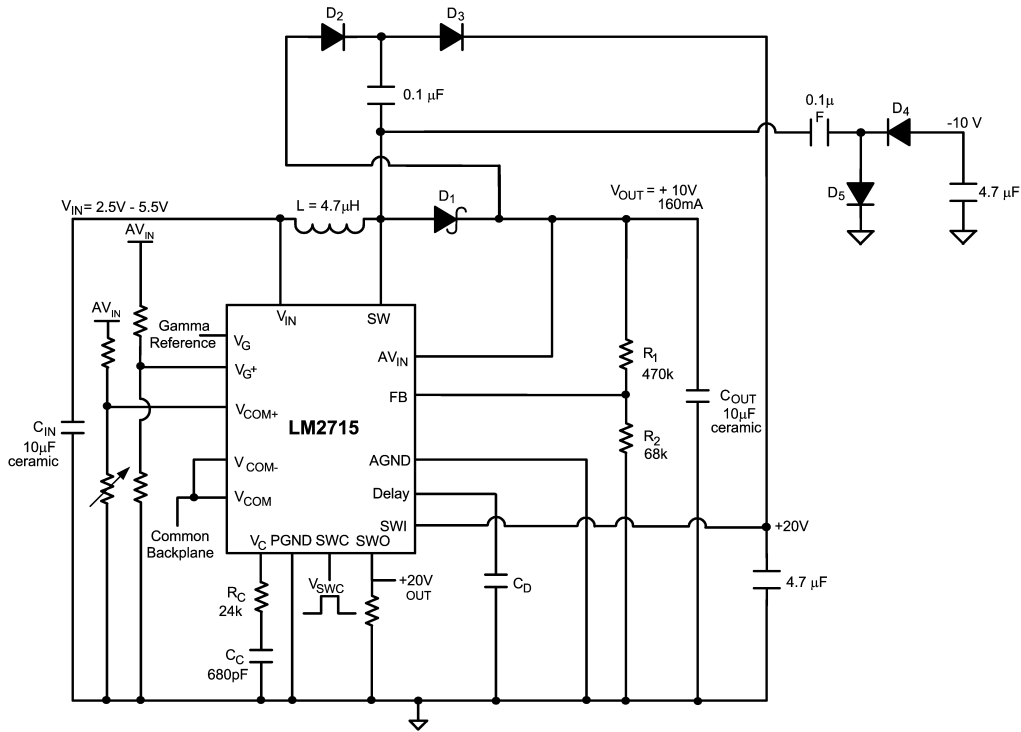 D2
D3
0.1 μF
0.1μ
F
D4
-10 V
D5
4.7 μF
VIN = 2.5V - 5.5V
L = 4.7μH
D1
VOUT = + 10V
160mA
AVIN
AVIN
VIN
SW
Gamma
Reference
VG
VG+
AVIN
R1
470k
VCOM+
FB
COUT
10μF
ceramic
CIN
10μF
ceramic
LM2715
R2
68k
VCOM-
AGND
VCOM
Delay
Common
Backplane
SWI
+20V
VC
PGND
SWC
SWO
RC
24k
VSWC
+20V
OUT
CD
4.7 μF
CC
680pF